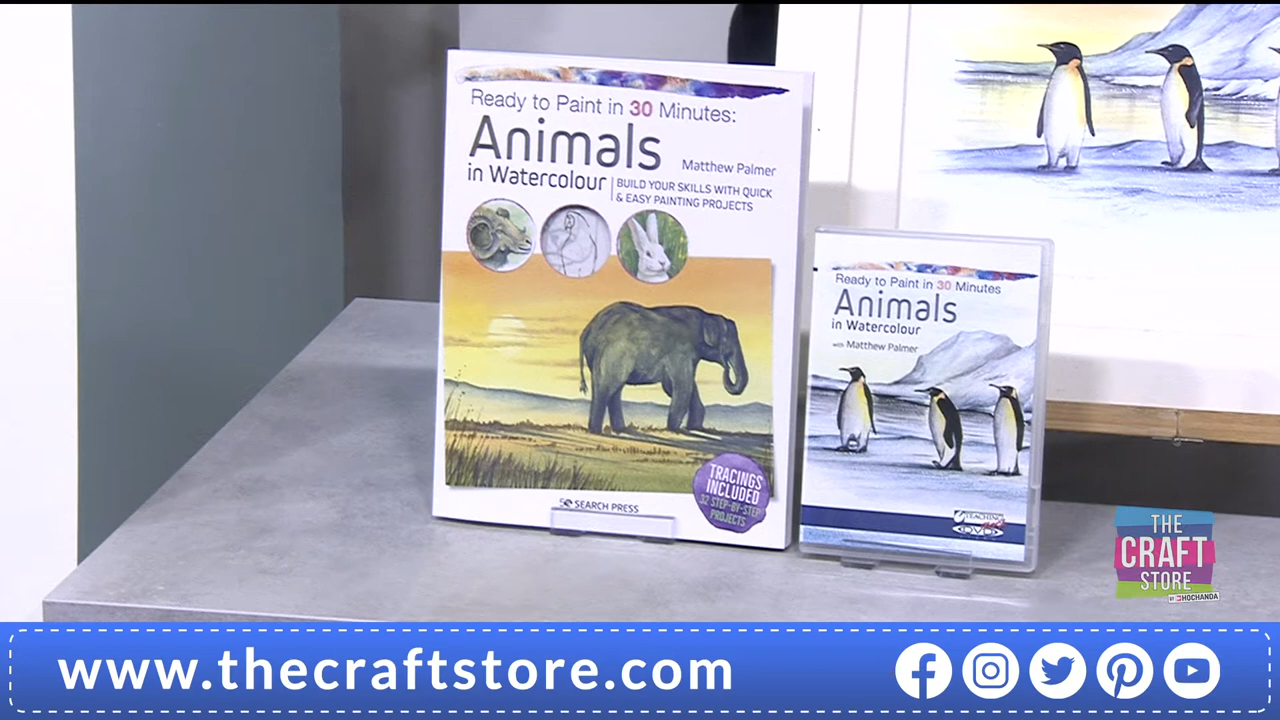 Ready to Paint in 30 Minutes:
Animals
Matthew Palmer
in Watercolour
BUILD YOUR SKILLS WITH QUICK
& EASY PAINTING PROJECTS
TRACINGS
INCLUDED
32 STEP-BY-STEP
PROJECTS
SEARCH PRESS
Ready to Paint in 30 Minutes
Animals
in Watercolour
with Matthew Palmer
TEACHING
DVD
THE
CRAFT
STORE
BY HOCHANDA
www.thecraftstore.com